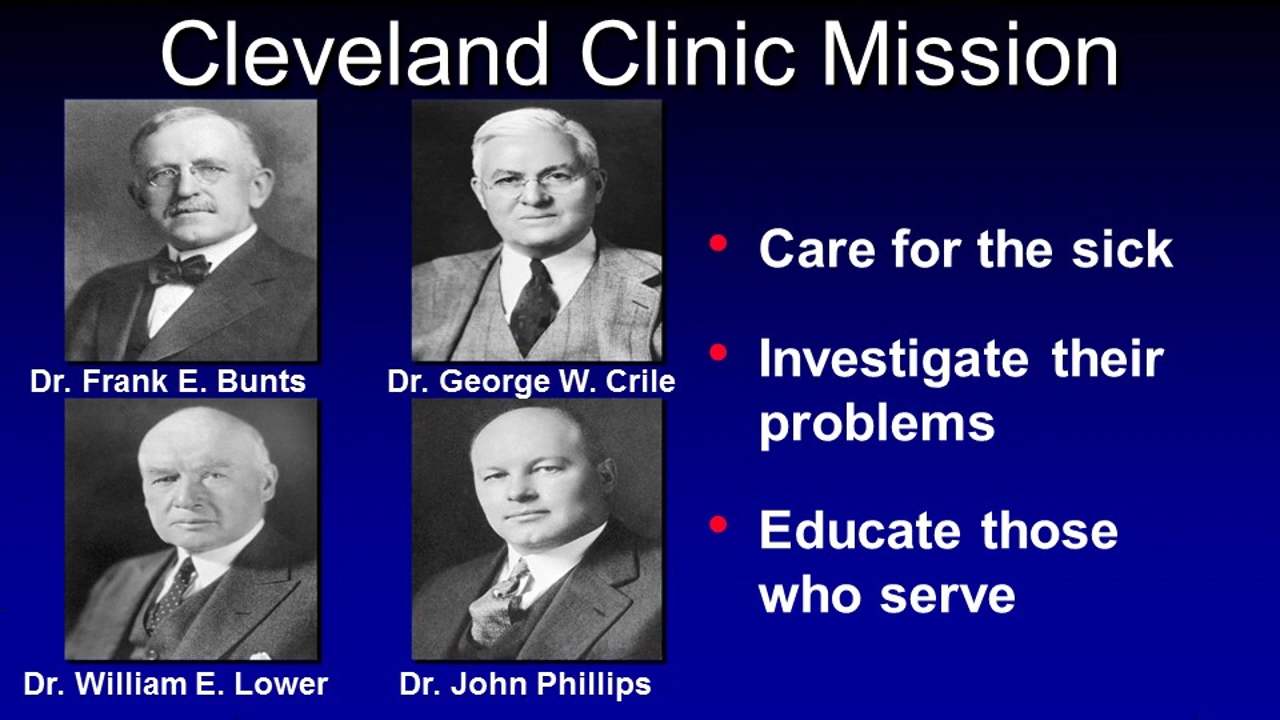 Cleveland Clinic Mission
Dr. Frank E. Bunts
Dr. George W. Crile
Dr. William E. Lower
Dr. John Phillips
• Care for the sick
• Investigate their
problems
• Educate those
who serve